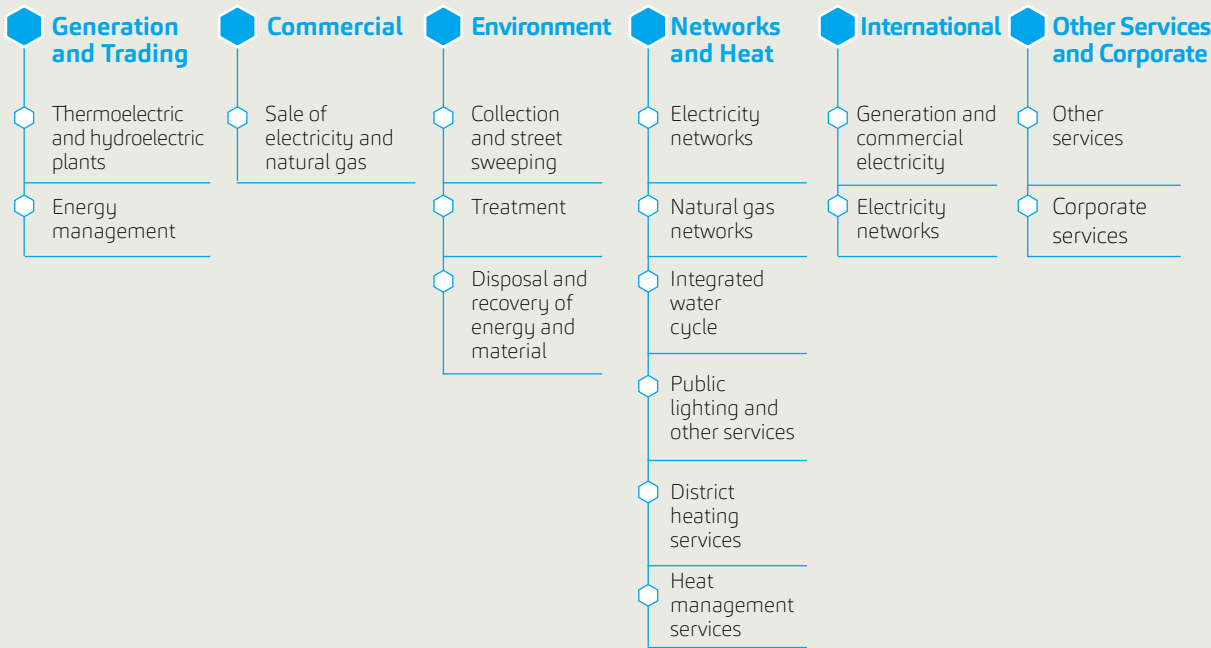 Generation
and Trading
Thermoelectric
and hydroelectric
plants
Energy
management
Commercial
Sale of
electricity and
natural gas
Environment
Collection
and street
sweeping
Treatment
Disposal and
recovery of
energy and
material
Networks
and Heat
Electricity
networks
Natural gas
networks
Integrated
water
cycle
Public
lighting and
other services
District
heating
services
Heat
management
services
International
Generation and
commercial
electricity
Electricity
networks
Other Services
and Corporate
Other
services
Corporate
services